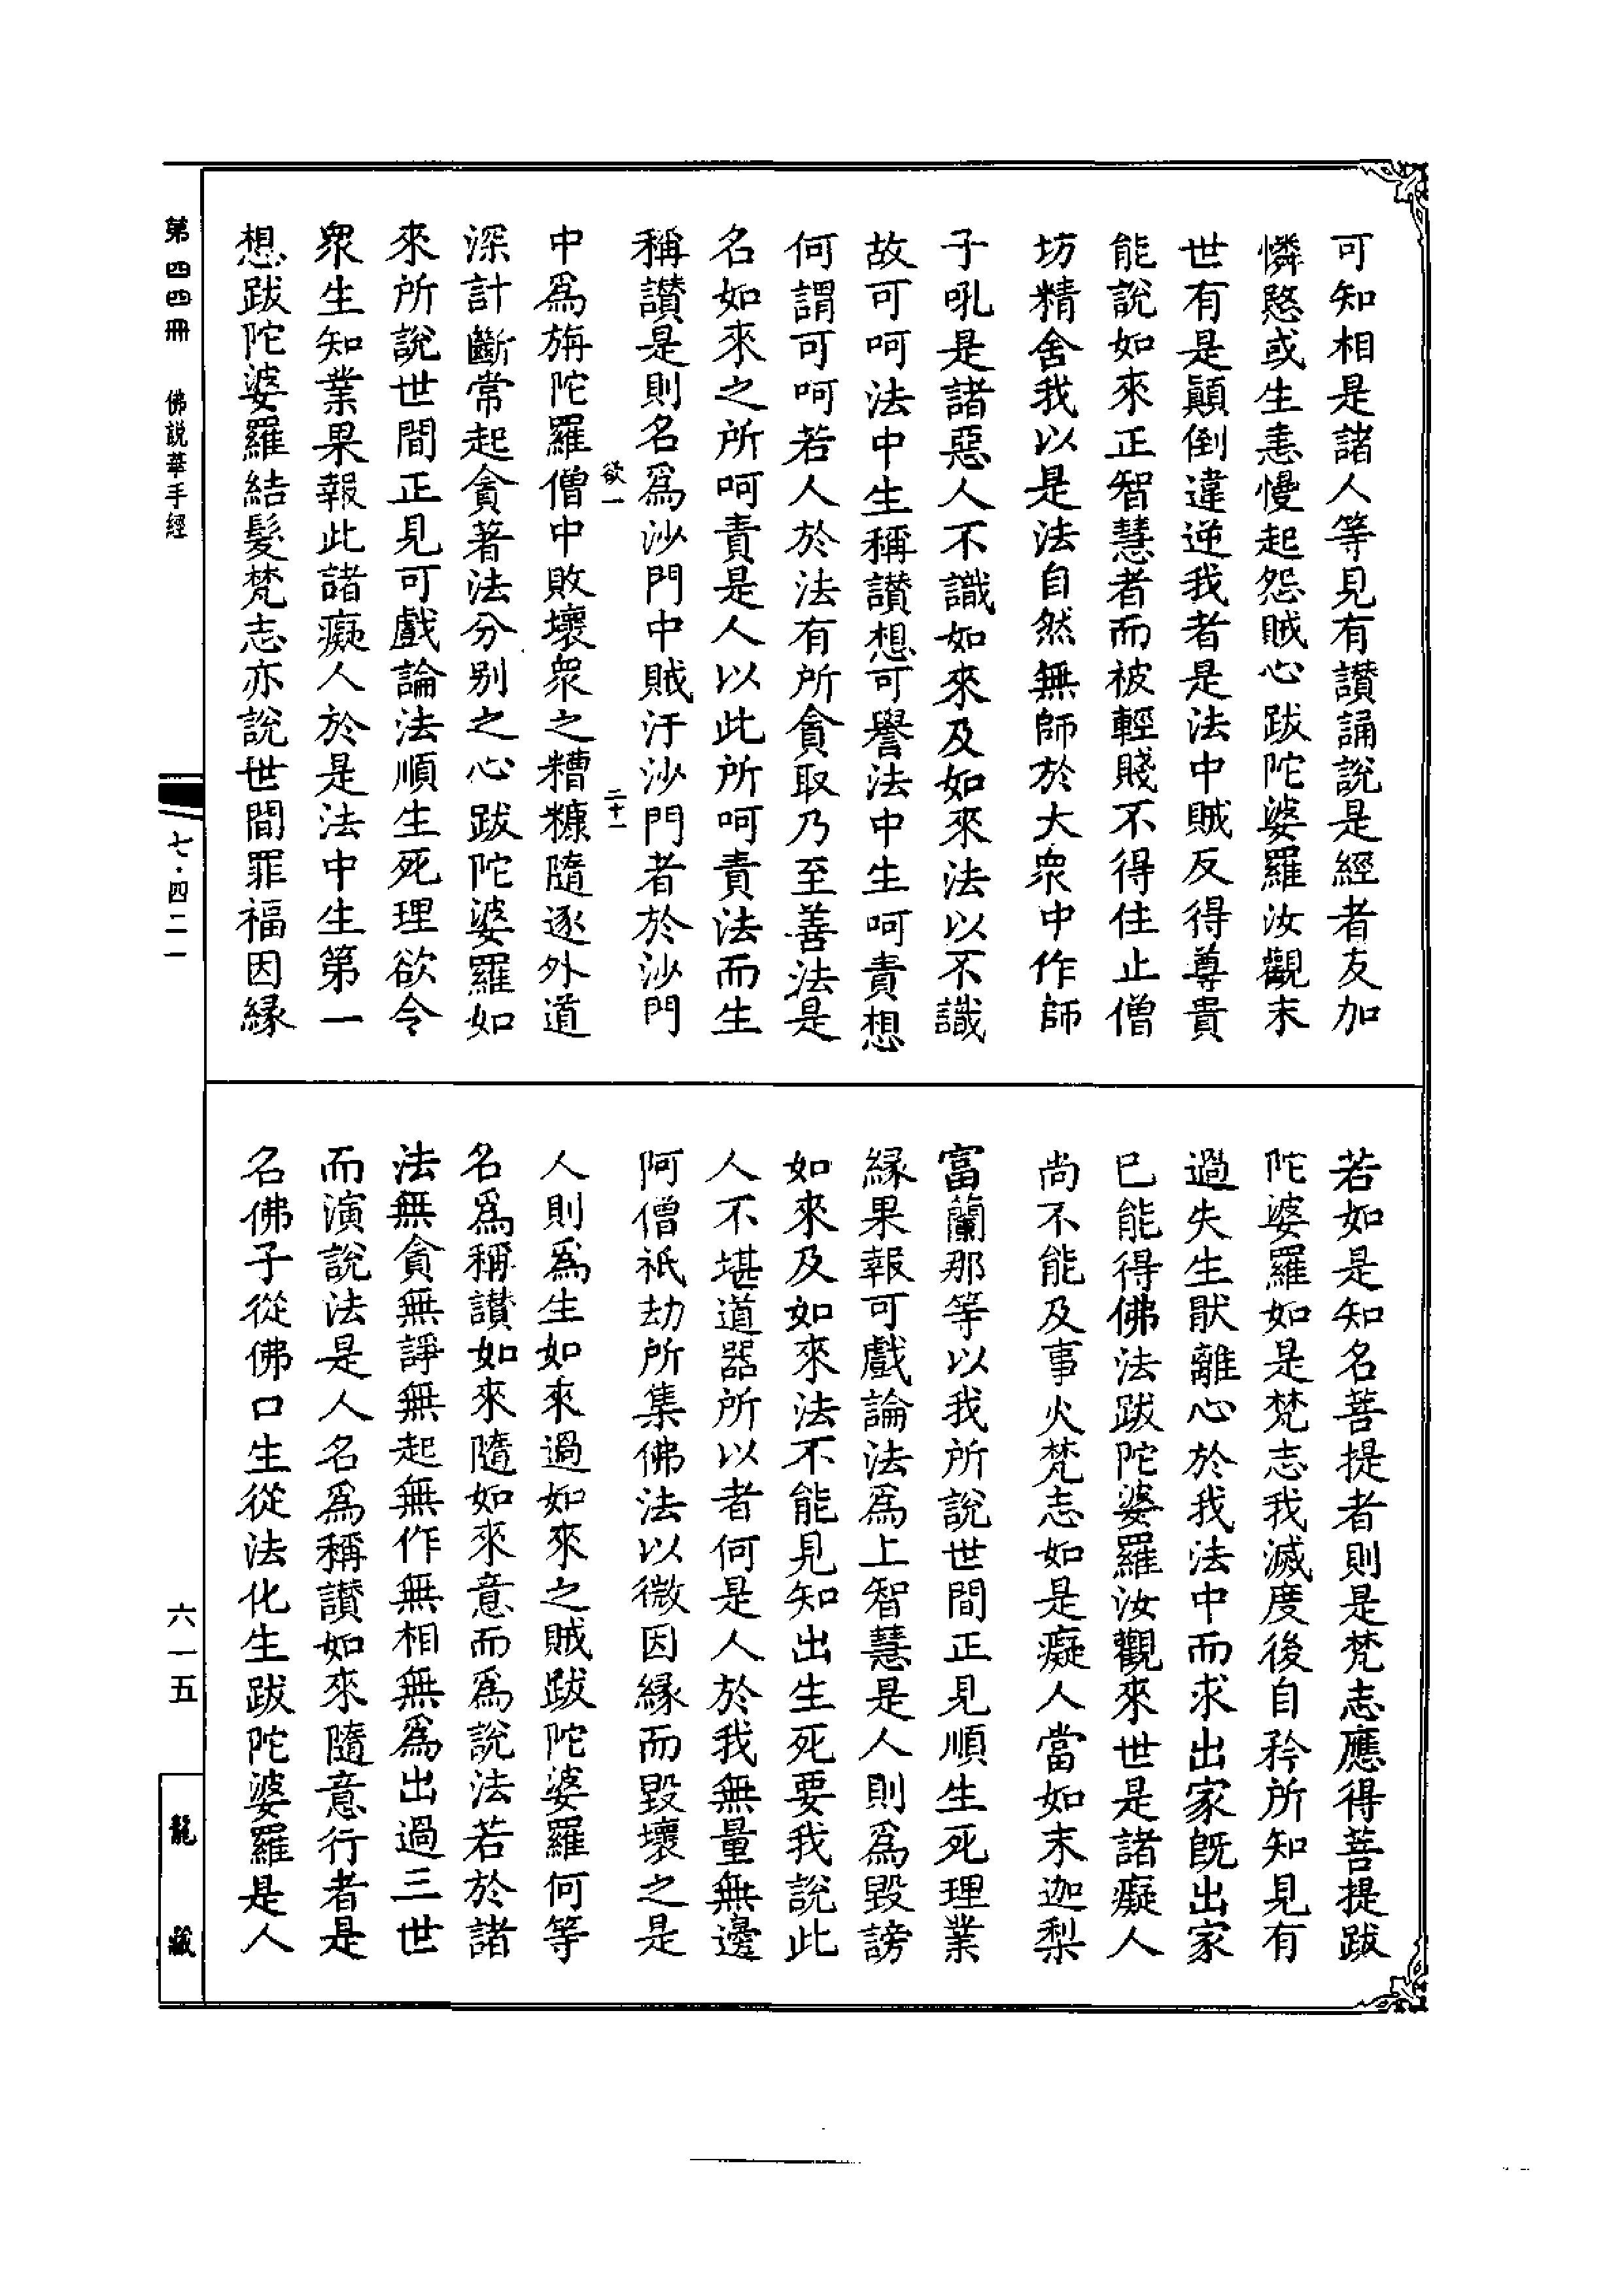 可知相是諸人等見有讚誦說是經者友加
憐愍或生恚慢起怨賊心跋陀婆羅汝觀末
世有是顛倒違逆我者是法中賊反得尊貴
能說如來正智慧者而被輕賤不得住止僧
坊精舍我以是法自然無師於大衆中作師
子吼是諸惡人不識如來及如來法以不識
故可呵法中生稱讚想可譽法中生呵責想
何謂可呵若人於法有所貪取乃至善法是
名如來之所呵責是人以此所呵責法而生
稱讚是則名爲沙門中賊汙沙門者於沙門
欲一 二十一
中爲旃陀羅僧中敗壞衆之糟糠隨逐外道
深計斷常起貪著法分別之心跋陀婆羅如
來所說世間正見可戲論法順生死理欲令
衆生知業果報此諸癡人於是法中生第一
想跋陀婆羅結髮梵志亦說世間罪福因緣
若如是知名菩提者則是梵志應得菩提跋
陀婆羅如是梵志我滅度後自矜所知見有
過失生猒離心於我法中而求出家旣出家
已能得佛法跋陀婆羅汝觀來世是諸癡人
尚不能及事火梵志如是癡人當如末迦梨
富蘭那等以我所說世間正見順生死理業
緣果報可戲論法爲上智慧是人則爲毀謗
如來及如來法不能見知出生死要我說此
人不堪道器所以者何是人於我無量無邊
阿僧祇劫所集佛法以微因緣而毀壞之是
人則爲生如來過如來之賊跋陀婆羅何等
名爲稱讚如來隨如來意而爲說法若於諸
法無貪無諍無起無作無相無爲出過三世
而演說法是人名爲稱讚如來隨意行者是
名佛子從佛口生從法化生跋陀婆羅是人
第四四冊 佛說華手經
七·四二一
六一五
龍藏